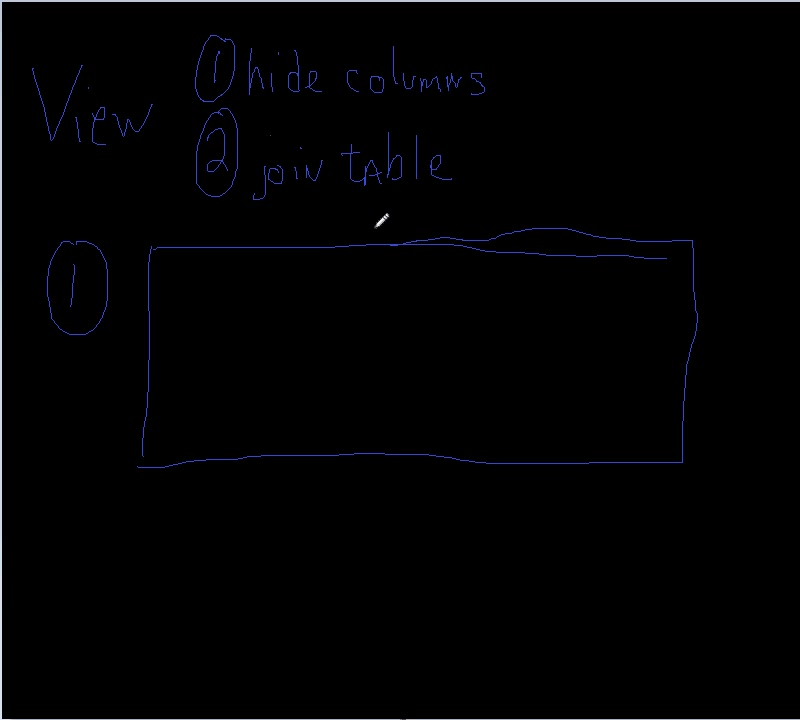 View
① hide columns
② join table
①